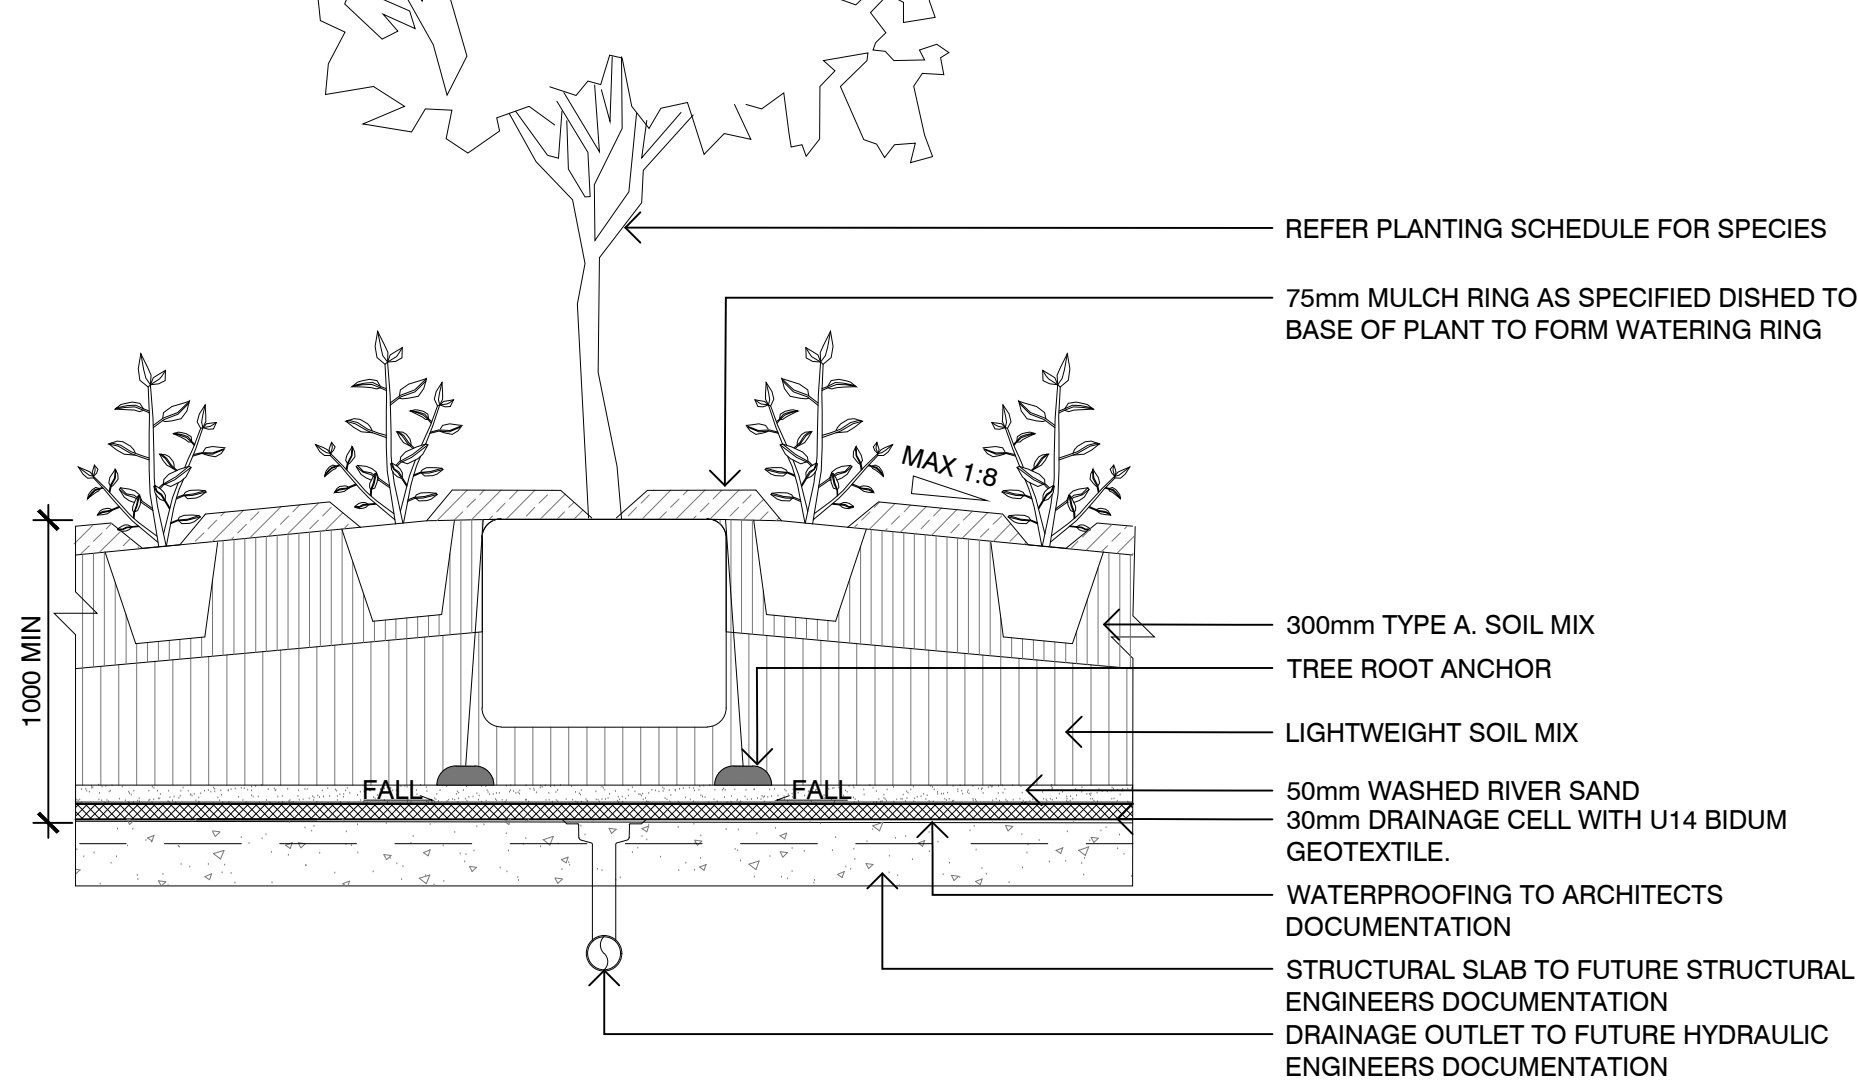 REFER PLANTING SCHEDULE FOR SPECIES
75mm MULCH RING AS SPECIFIED DISHED TO
BASE OF PLANT TO FORM WATERING RING
MAX 1:8
1000 MIN
300mm TYPE A. SOIL MIX
TREE ROOT ANCHOR
LIGHTWEIGHT SOIL MIX
FALL
FALL
50mm WASHED RIVER SAND
30mm DRAINAGE CELL WITH U14 BIDUM
GEOTEXTILE.
WATERPROOFING TO ARCHITECTS
DOCUMENTATION
STRUCTURAL SLAB TO FUTURE STRUCTURAL
ENGINEERS DOCUMENTATION
DRAINAGE OUTLET TO FUTURE HYDRAULIC
ENGINEERS DOCUMENTATION